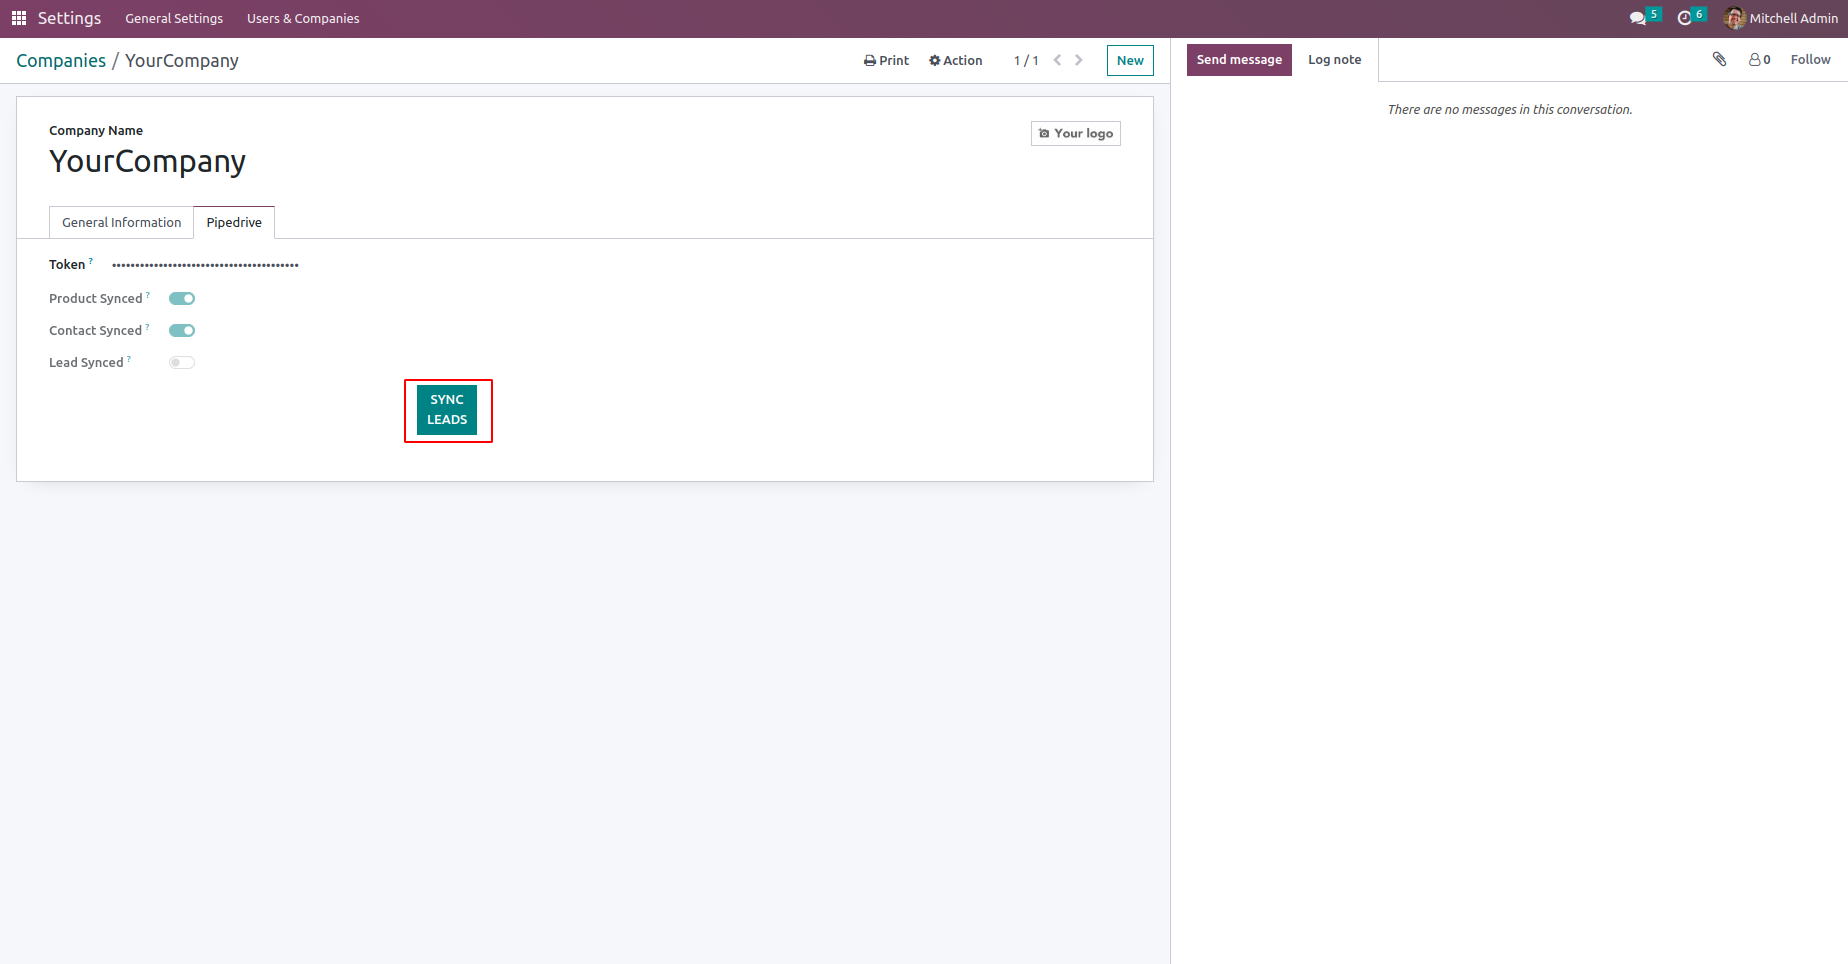 Settings General Settings Users & Companies 5 6 Mitchell Admin
Companies / YourCompany Print Action 1 / 1 New Send message Log note 0 Follow
There are no messages in this conversation.
Company Name
Your logo
YourCompany
General Information Pipedrive
Token ? ••••••••••••••••••••••••••••••••••••••••
Product Synced ?
Contact Synced ?
Lead Synced ?
SYNC
LEADS